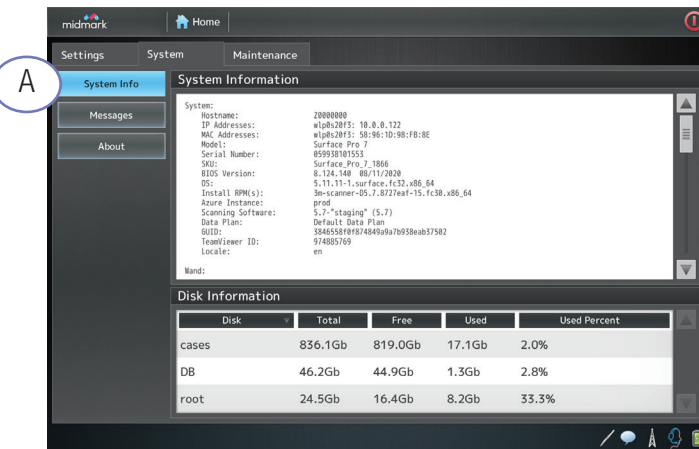 midmark Home
Settings System Maintenance
A
System Info
Messages
About
System Information
System:
Hostname: Z0000000
IP Addresses: wlp0s20f3: 10.0.0.122
MAC Addresses: wlp0s20f3: 58:96:1D:98:FB:8E
Model: Surface Pro 7
Serial Number: 059938101553
SKU: Surface_Pro_7_1866
BIOS Version: 8.124.140 08/11/2020
OS: 5.11.11-1.surface.fc32.x86_64
Install RPM(s): 3m-scanner-D5.7.8727eaf-15.fc30.x86_64
Azure Instance: prod
Scanning Software: 5.7-"staging" (5.7)
Data Plan: Default Data Plan
GUID: 3846558f0f874849a9a7b938eab37502
TeamViewer ID: 974885769
Locale: en
Wand:
Disk Information
Disk Total Free Used Used Percent
cases 836.1Gb 819.0Gb 17.1Gb 2.0%
DB 46.2Gb 44.9Gb 1.3Gb 2.8%
root 24.5Gb 16.4Gb 8.2Gb 33.3%